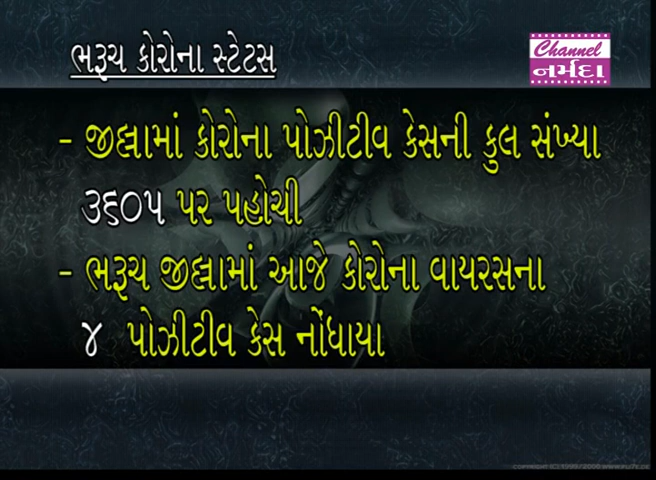 ભરૂચ કોરોના સ્ટેટસ
Channel
નર્મદા
- જીલ્લામાં કોરોના પોઝીટીવ કેસની કુલ સંખ્યા
૩૬૦૫ પર પહોચી
- ભરૂચ જીલ્લામાં આજે કોરોના વાયરસના
૪ પોઝીટીવ કેસ નોંધાયા